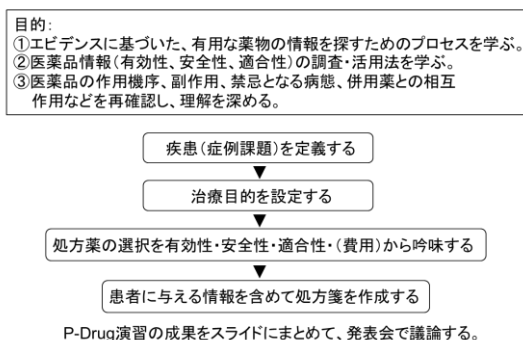 目的:
①エビデンスに基づいた、有用な薬物の情報を探すためのプロセスを学ぶ。
②医薬品情報(有効性、安全性、適合性)の調査・活用法を学ぶ。
③医薬品の作用機序、副作用、禁忌となる病態、併用薬との相互
作用などを再確認し、理解を深める。
疾患(症例課題)を定義する
治療目的を設定する
処方薬の選択を有効性・安全性・適合性・(費用)から吟味する
患者に与える情報を含めて処方箋を作成する
P-Drug演習の成果をスライドにまとめて、発表会で議論する。